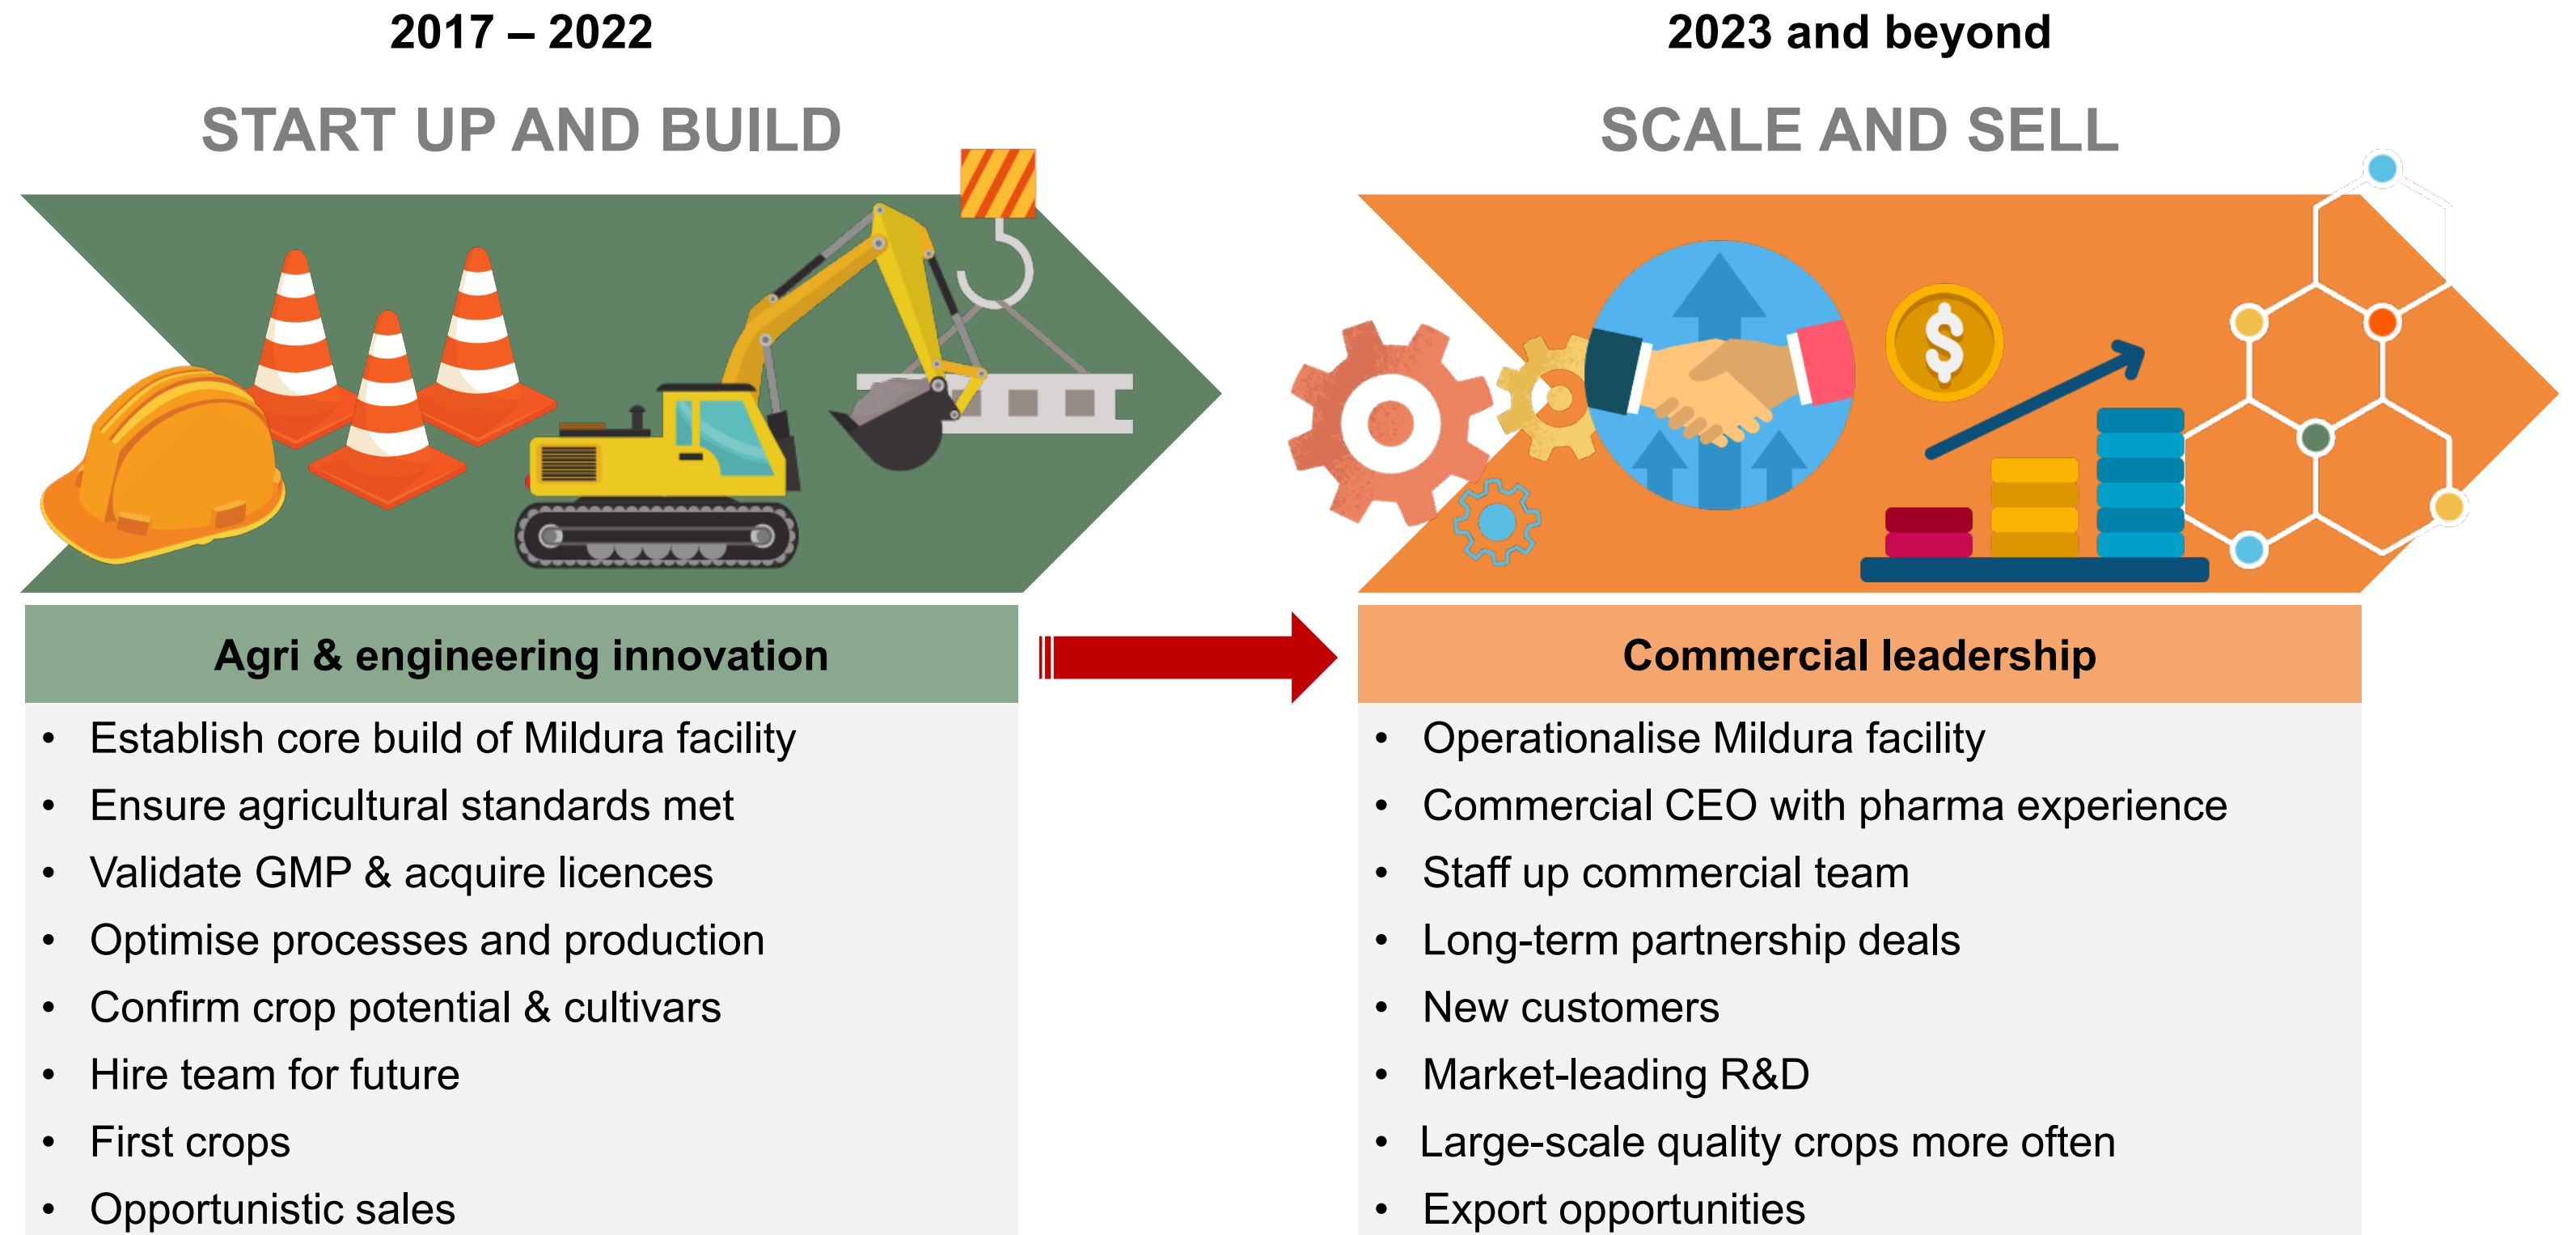 2017 – 2022
START UP AND BUILD
Agri & engineering innovation
• Establish core build of Mildura facility
• Ensure agricultural standards met
• Validate GMP & acquire licences
• Optimise processes and production
• Confirm crop potential & cultivars
• Hire team for future
• First crops
• Opportunistic sales
2023 and beyond
SCALE AND SELL
$
Commercial leadership
• Operationalise Mildura facility
• Commercial CEO with pharma experience
• Staff up commercial team
• Long-term partnership deals
• New customers
• Market-leading R&D
• Large-scale quality crops more often
• Export opportunities